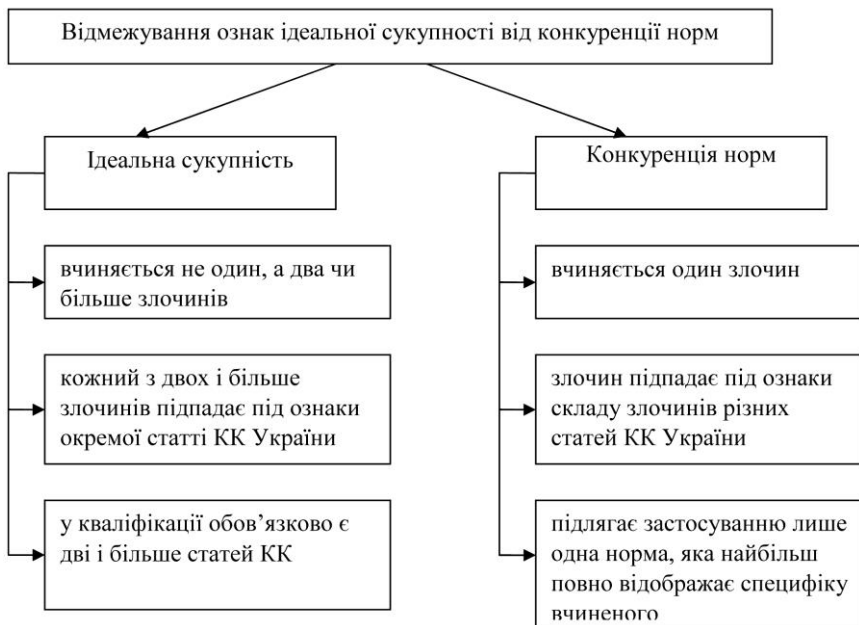 Відмежування ознак ідеальної сукупності від конкуренції норм
Ідеальна сукупність
вчиняється не один, а два чи
більше злочинів
кожний з двох і більше
злочинів підпадає під ознаки
окремої статті КК України
у кваліфікації обов’язково є
дві і більше статей КК
Конкуренція норм
вчиняється один злочин
злочин підпадає під ознаки
складу злочинів різних
статей КК України
підлягає застосуванню лише
одна норма, яка найбільш
повно відображає специфіку
вчиненого